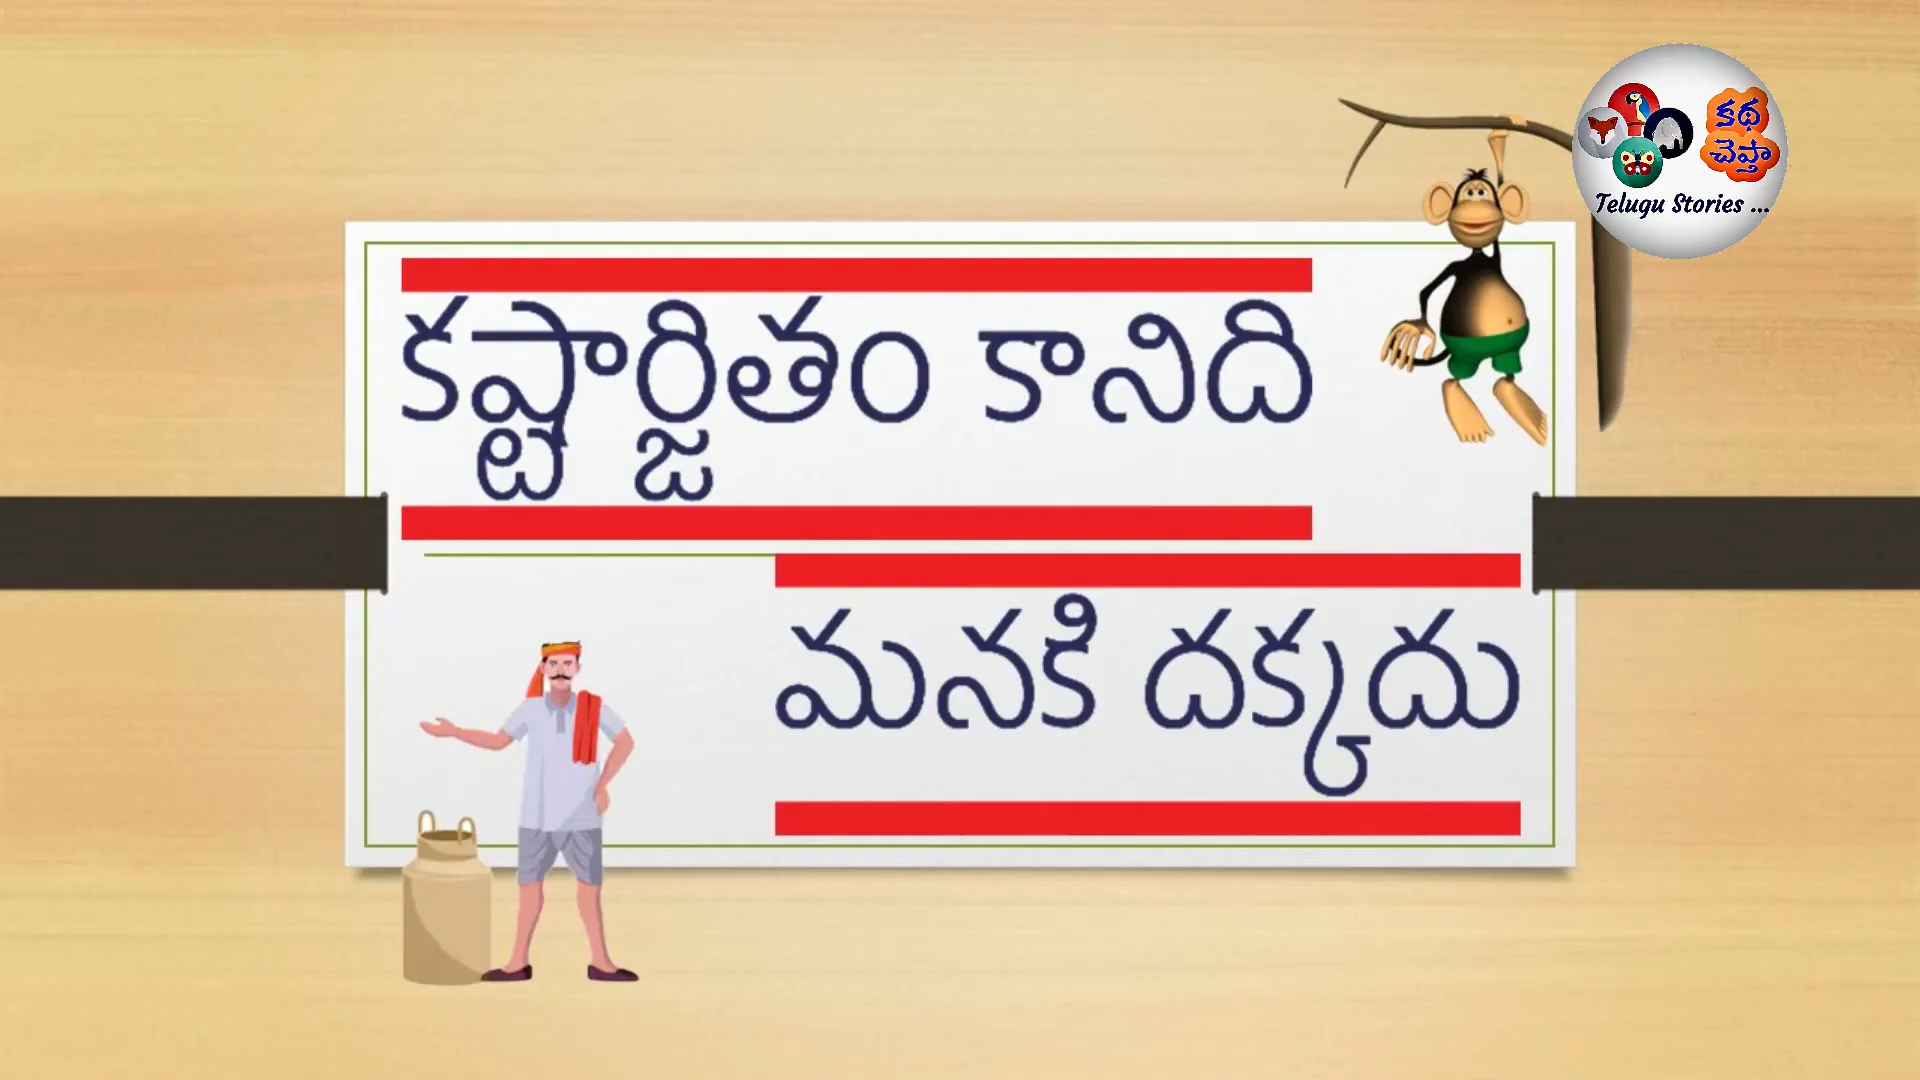 కథ
చెప్తా
Telugu Stories ...
కష్టార్జితం కానిది
మనకి దక్కదు